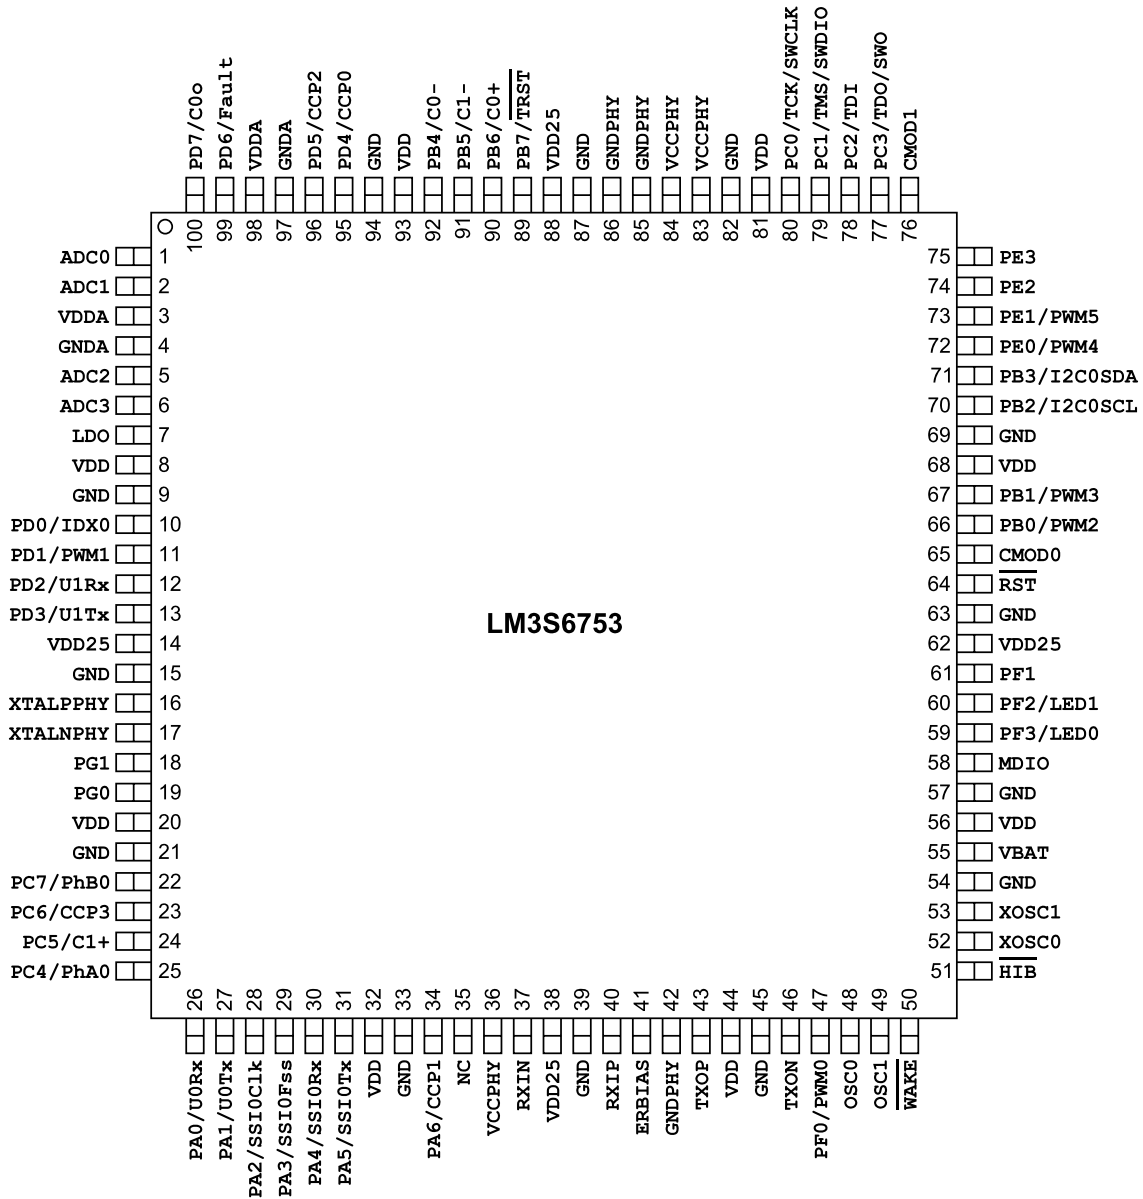 PD7/C0o
PD6/Fault
VDDA
GNDA
PD5/CCP2
PD4/CCP0
GND
VDD
PB4/C0-
PB5/C1-
PB6/C0+
PB7/TRST
VDD25
GND
GNDPHY
GNDPHY
VCCPHY
VCCPHY
GND
VDD
PC0/TCK/SWCLK
PC1/TMS/SWDIO
PC2/TDI
PC3/TDO/SWO
CMOD1
100
99
98
97
96
95
94
93
92
91
90
89
88
87
86
85
84
83
82
81
80
79
78
77
76
ADC0 1
ADC1 2
VDDA 3
GNDA 4
ADC2 5
ADC3 6
LDO 7
VDD 8
GND 9
PD0/IDX0 10
PD1/PWM1 11
PD2/U1Rx 12
PD3/U1Tx 13
VDD25 14
GND 15
XTALPPHY 16
XTALNPHY 17
PG1 18
PG0 19
VDD 20
GND 21
PC7/PhB0 22
PC6/CCP3 23
PC5/C1+ 24
PC4/PhA0 25
LM3S6753
75 PE3
74 PE2
73 PE1/PWM5
72 PE0/PWM4
71 PB3/I2C0SDA
70 PB2/I2C0SCL
69 GND
68 VDD
67 PB1/PWM3
66 PB0/PWM2
65 CMOD0
64 RST
63 GND
62 VDD25
61 PF1
60 PF2/LED1
59 PF3/LED0
58 MDIO
57 GND
56 VDD
55 VBAT
54 GND
53 XOSC1
52 XOSC0
51 HIB
26
27
28
29
30
31
32
33
34
35
36
37
38
39
40
41
42
43
44
45
46
47
48
49
50
PA0/U0Rx
PA1/U0Tx
PA2/SSI0Clk
PA3/SSI0Fss
PA4/SSI0Rx
PA5/SSI0Tx
VDD
GND
PA6/CCP1
NC
VCCPHY
RXIN
VDD25
GND
RXIP
ERBIAS
GNDPHY
TXOP
VDD
GND
TXON
PF0/PWM0
OSC0
OSC1
WAKE